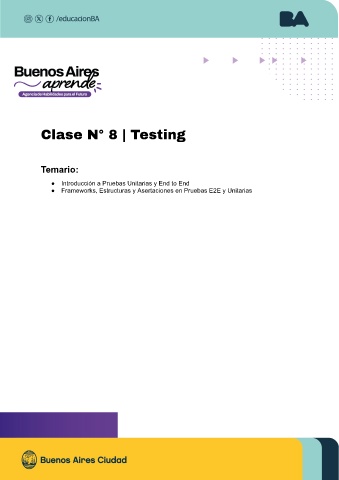 /educacionBA
BA
Buenos Aires
aprende
Agencia de Habilidades para el Futuro
Clase N° 8 | Testing
Temario:
● Introducción a Pruebas Unitarias y End to End
● Frameworks, Estructuras y Asertaciones en Pruebas E2E y Unitarias
Buenos Aires Ciudad